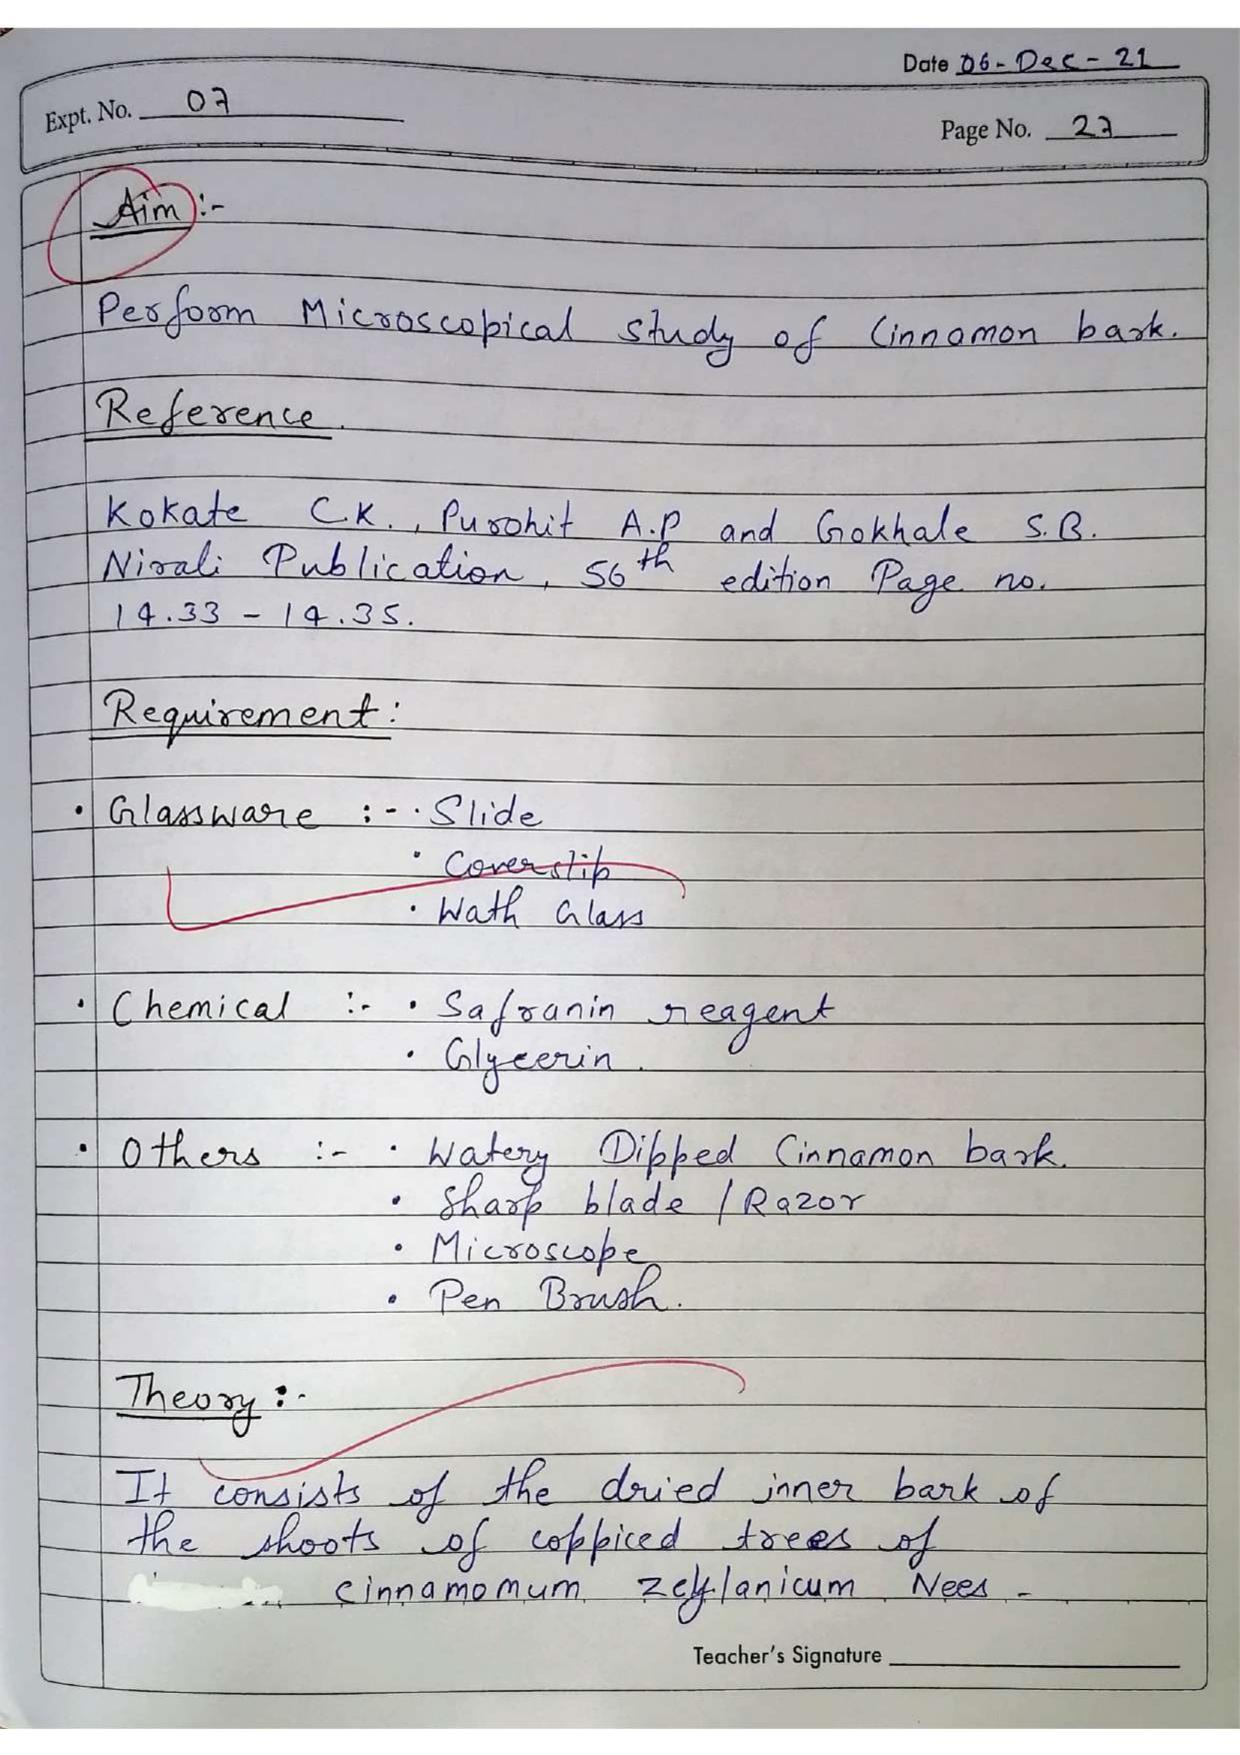 Date 06-Dec-21
Expt. No. 07
Page No. 27
Aim :-
Perform Microscopical study of Cinnamon bark.
Reference
Kokate C.K., Purohit A.P and Gokhale S.B.
Nirali Publication, 56th edition Page no.
14.33 - 14.35.
Requirement:
• Glassware :- • Slide
• Coverslip
• Wath Glass
• Chemical :- • Safranin reagent
• Glycerin.
• Others :- • Watery Dipped Cinnamon bark.
• Sharp blade / Razor
• Microscope
• Pen Brush.
Theory :-
It consists of the dried inner bark of
the shoots of coppiced trees of
cinnamomum zeylanicum Nees -
Teacher's Signature